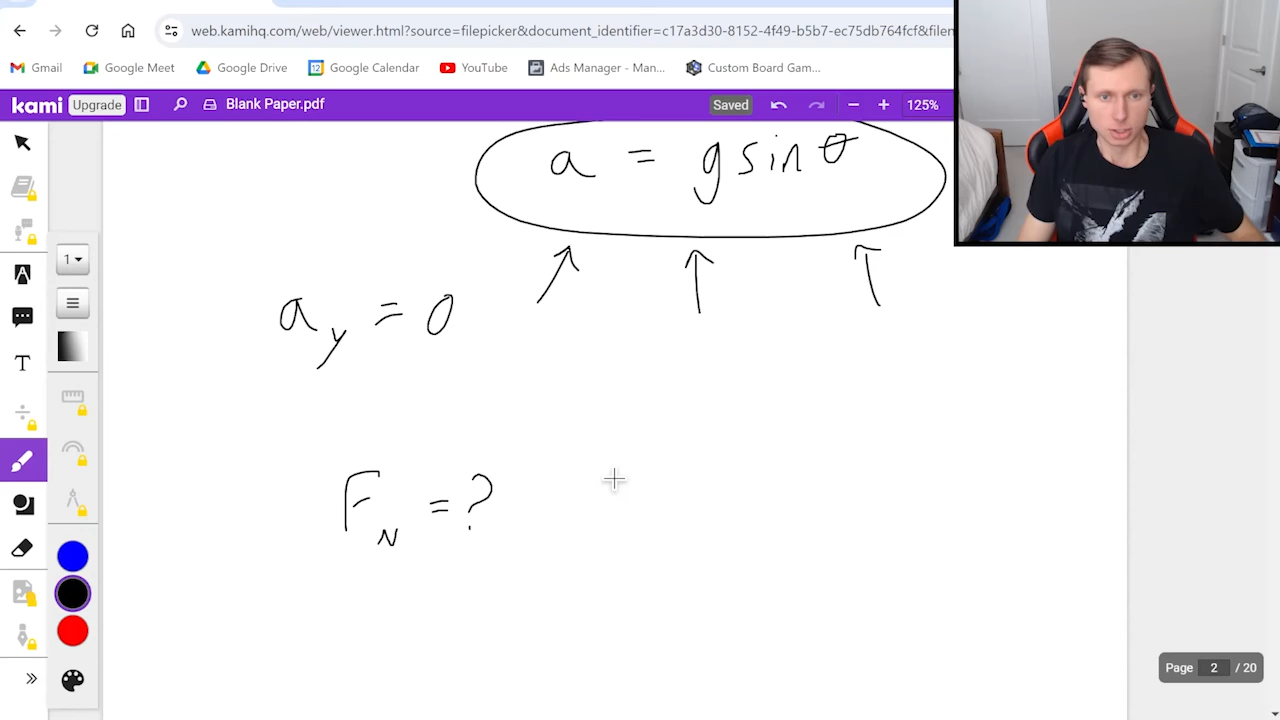 web.kamihq.com/web/viewer.html?source=filepicker&document_identifier=c17a3d30-8152-4f49-b5b7-ec75db764fcf&filen
Gmail Google Meet Google Drive 12 Google Calendar YouTube Ads Manager - Man... Custom Board Gam...
kami Upgrade Blank Paper.pdf Saved 125%
a = g sin θ
1
a_y = 0
T
F_N = ?
Page 2 / 20